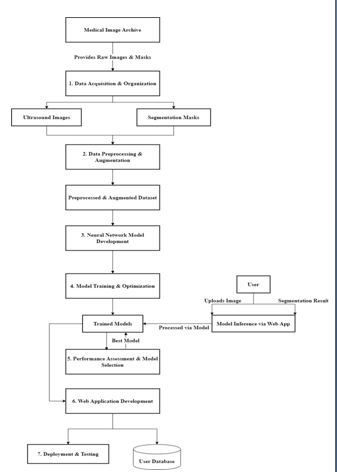 Medical Image Archive
Provides Raw Images & Masks
1. Data Acquisition & Organization
Ultrasound Images
Segmentation Masks
2. Data Preprocessing &
Augmentation
Preprocessed & Augmented Dataset
3. Neural Network Model
Development
4. Model Training & Optimization
User
Uploads Image
Segmentation Result
Trained Models
Processed via Model
Model Inference via Web App
Best Model
5. Performance Assessment & Model
Selection
6. Web Application Development
7. Deployment & Testing
User Database